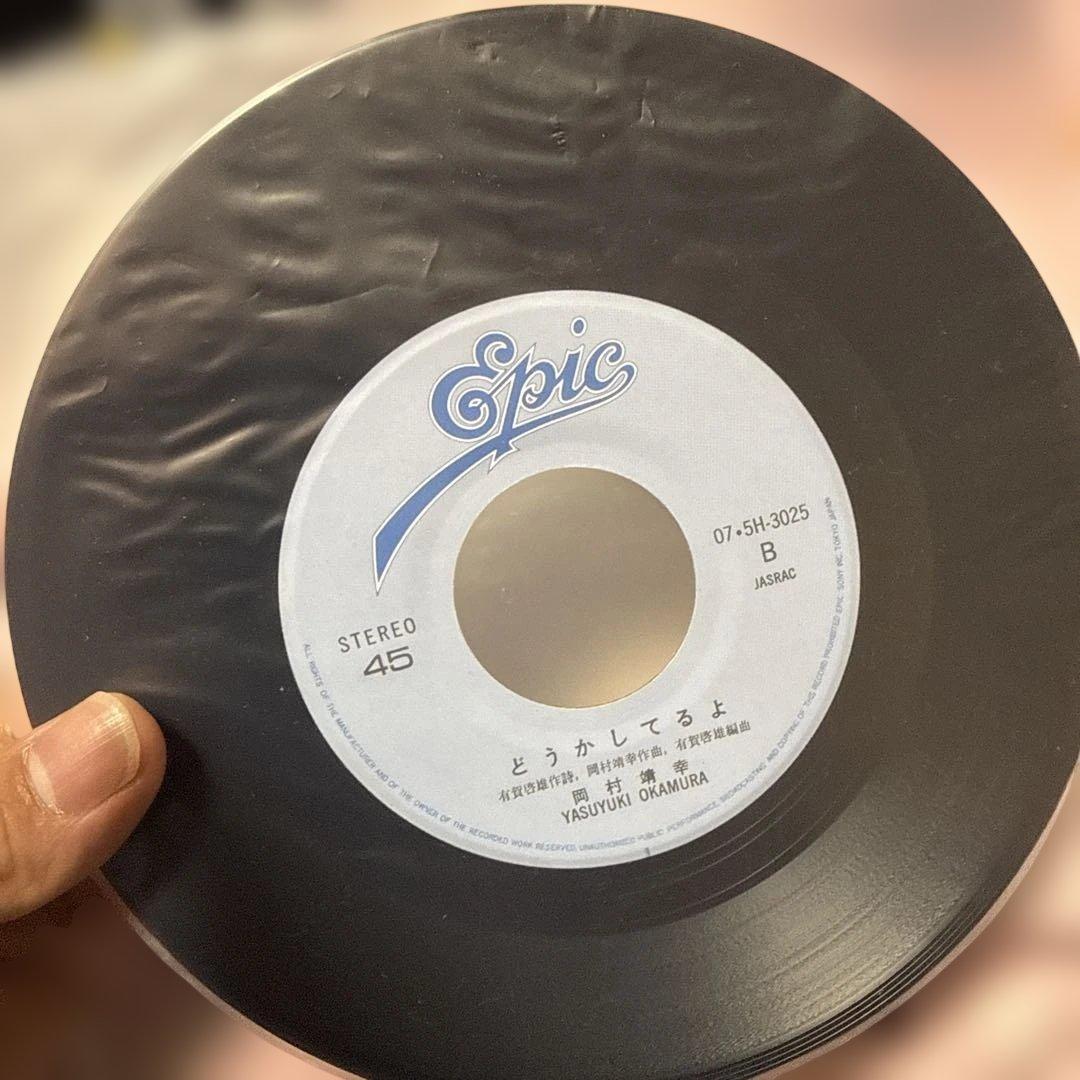 Epic
07・5H-3025
B
JASRAC
STEREO
45
どうかしてるよ
有賀啓雄作詩, 岡村靖幸作曲, 有賀啓雄編曲
岡村靖幸
YASUYUKI OKAMURA
ALL RIGHTS OF THE MANUFACTURER AND OF THE OWNER OF THE RECORDED WORK RESERVED, UNAUTHORISED PUBLIC PERFORMANCE, BROADCASTING AND COPYING OF THIS RECORD PROHIBITED EPIC SONY INC. TOKYO JAPAN